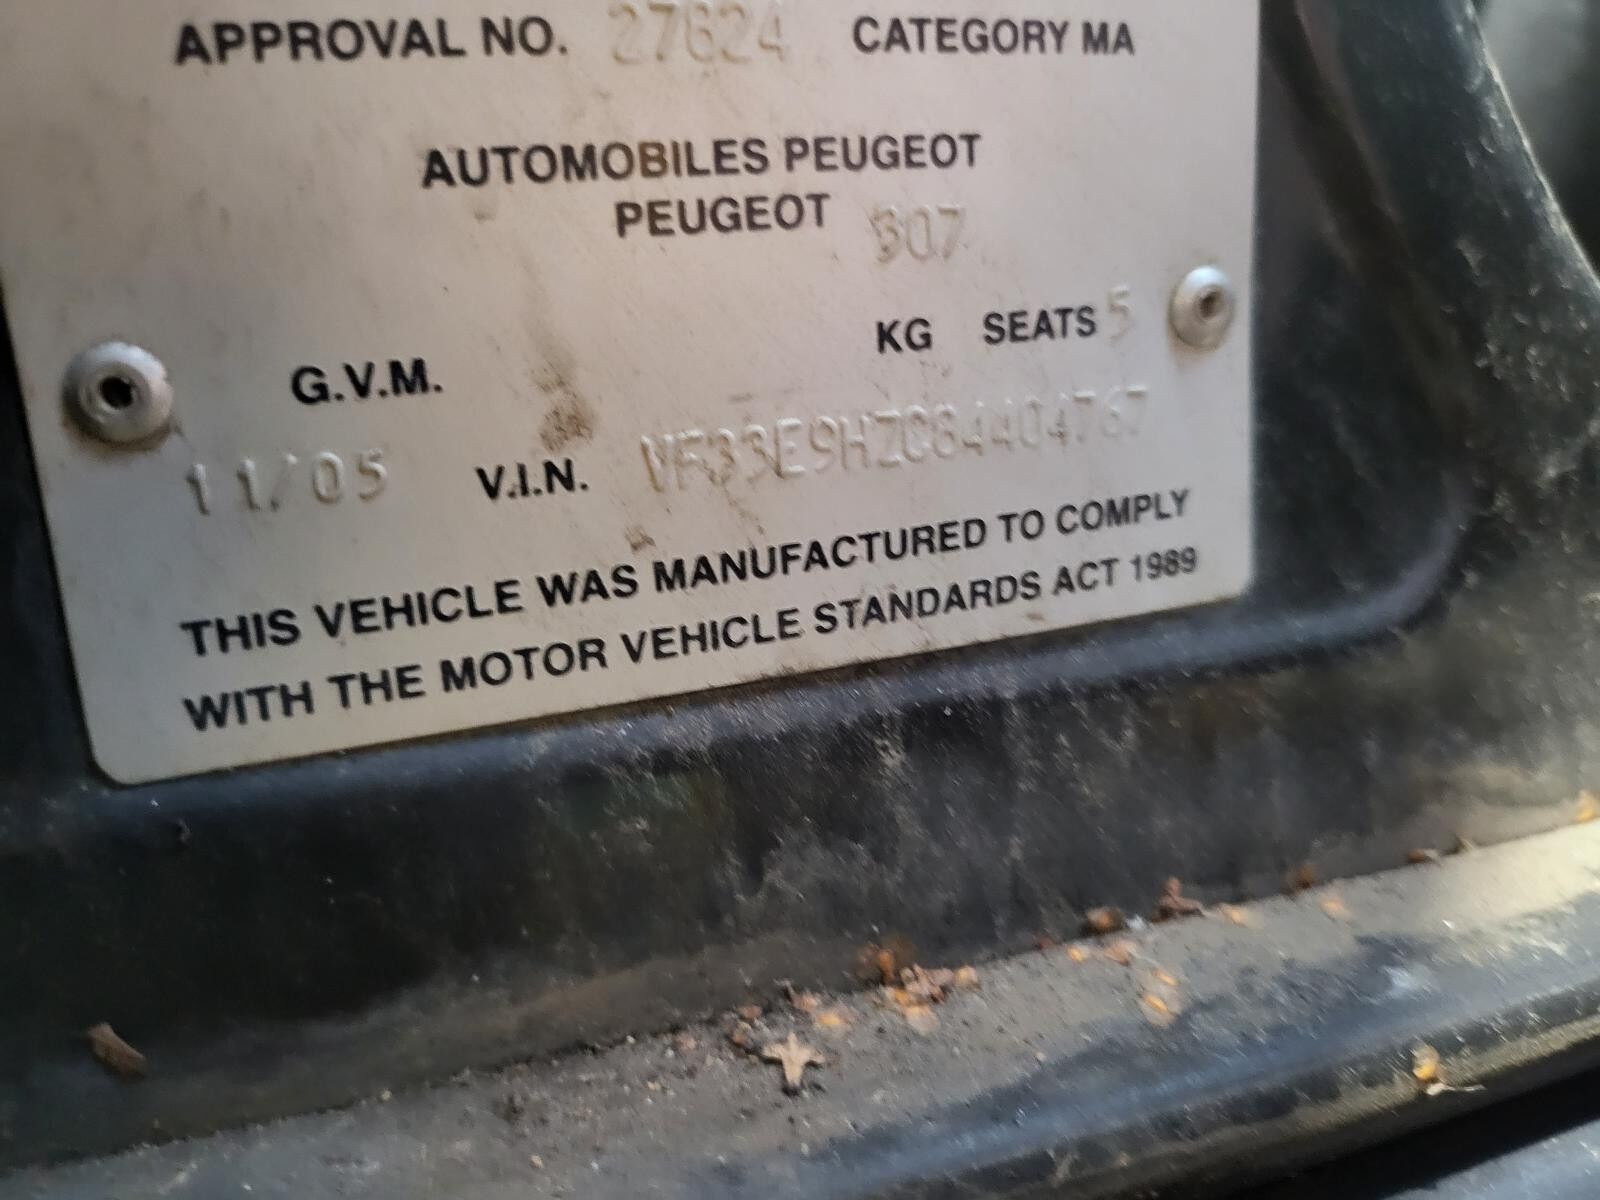 APPROVAL NO. 27624 CATEGORY MA
AUTOMOBILES PEUGEOT
PEUGEOT 307
G.V.M. KG SEATS 5
11/05 V.I.N. VF33E9HZC84404767
THIS VEHICLE WAS MANUFACTURED TO COMPLY
WITH THE MOTOR VEHICLE STANDARDS ACT 1989